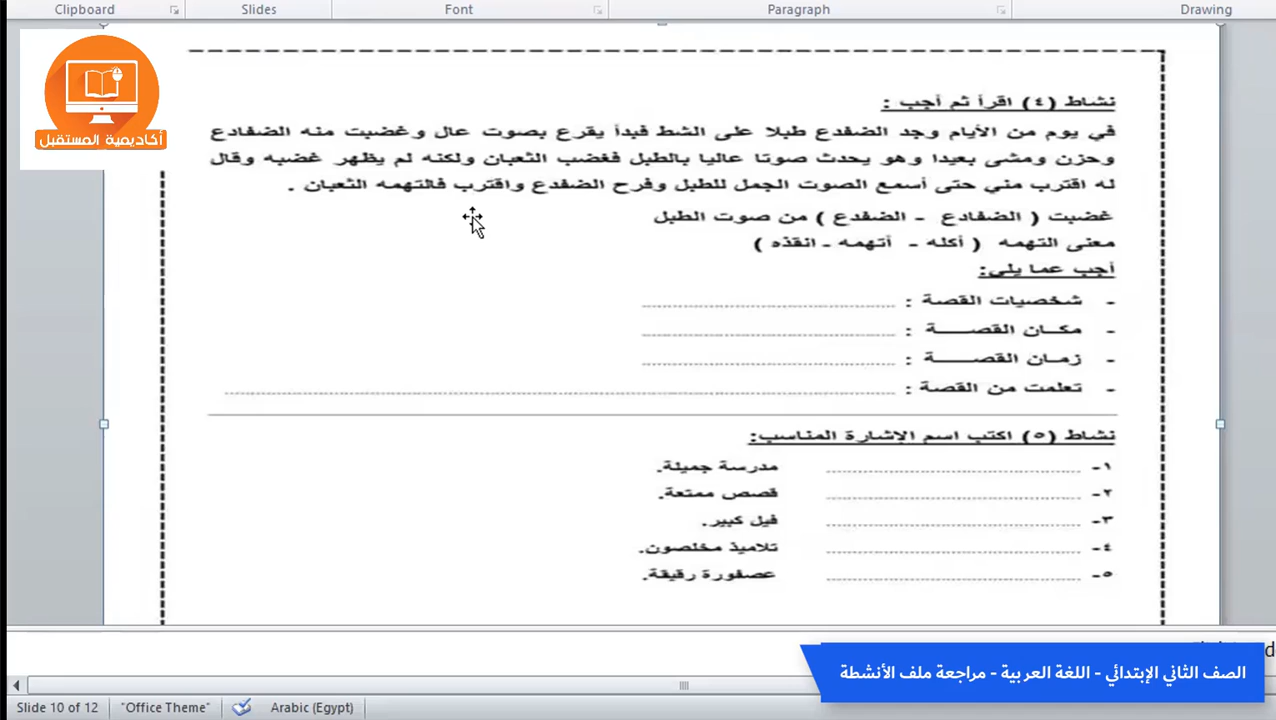 Clipboard Slides Font Paragraph Drawing
أكاديمية المستقبل
نشاط (٤) اقرأ ثم أجب :
في يوم من الأيام وجد الضفدع طبلا على الشط فبدأ يقرع بصوت عال وغضبت منه الضفادع
وحزن ومشى بعيدا وهو يحدث صوتا عاليا بالطبل فغضب الثعبان ولكنه لم يظهر غضبه وقال
له اقترب مني حتى أسمع الصوت الجمل للطبل وفرح الضفدع واقترب فالتهمه الثعبان .
غضبت ( الضفادع - الضفدع ) من صوت الطبل
معنى التهمه ( أكله - أتهمه - انقذه )
أجب عما يلي:
- شخصيات القصة : ........................
- مكـان القصـــة : ........................
- زمـان القصـــة : ........................
- تعلمت من القصة : ........................
نشاط (٥) اكتب اسم الإشارة المناسب:
١- ........................ مدرسة جميلة.
٢- ........................ قصص ممتعة.
٣- ........................ فيل كبير.
٤- ........................ تلاميذ مخلصون.
٥- ........................ عصفورة رقيقة.
الصف الثاني الإبتدائي - اللغة العربية - مراجعة ملف الأنشطة
Slide 10 of 12 "Office Theme" Arabic (Egypt)